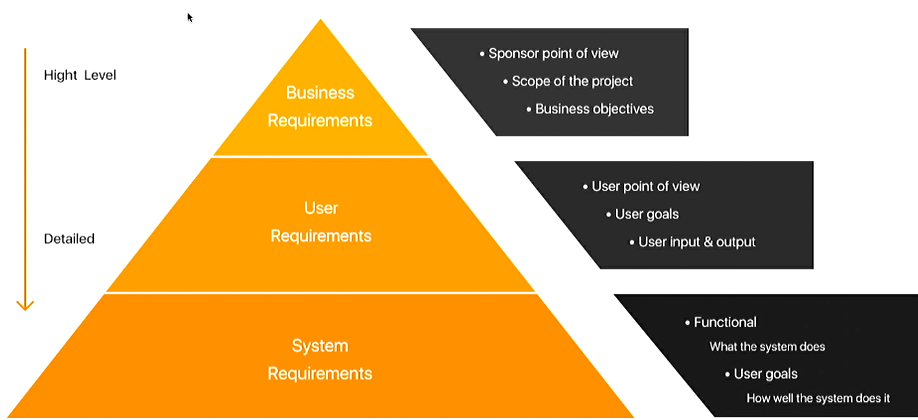 Hight Level
Detailed
Business
Requirements
• Sponsor point of view
• Scope of the project
• Business objectives
User
Requirements
• User point of view
• User goals
• User input & output
System
Requirements
• Functional
What the system does
• User goals
How well the system does it